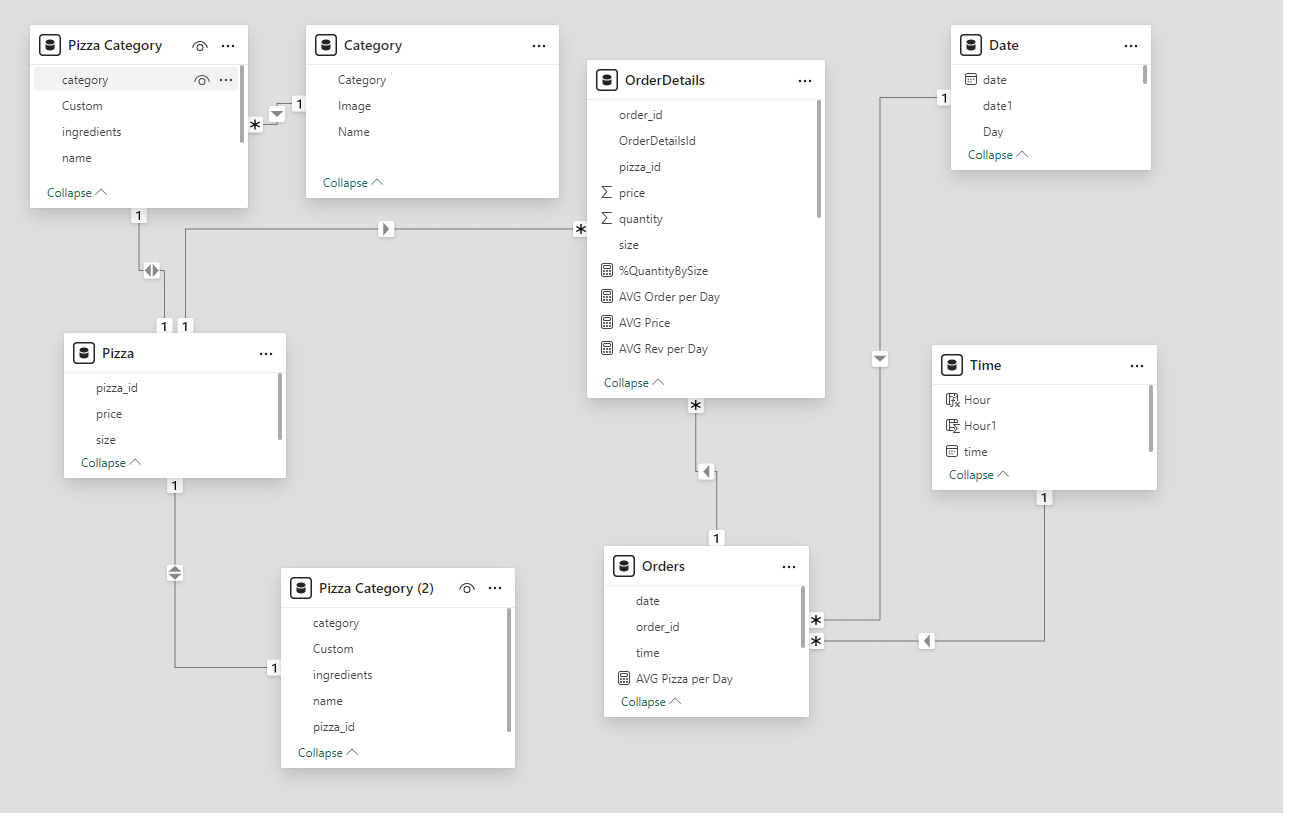 Pizza Category
category
Custom
ingredients
name
Collapse
Category
Category
Image
Name
Collapse
OrderDetails
order_id
OrderDetailsId
pizza_id
price
quantity
size
%QuantityBySize
AVG Order per Day
AVG Price
AVG Rev per Day
Collapse
Date
date
date1
Day
Collapse
1
*
1
*
1
1
1
Pizza
pizza_id
price
size
Collapse
Time
Hour
Hour1
time
Collapse
*
1
1
1
Pizza Category (2)
category
Custom
ingredients
name
pizza_id
Collapse
1
Orders
date
order_id
time
AVG Pizza per Day
Collapse
*
*